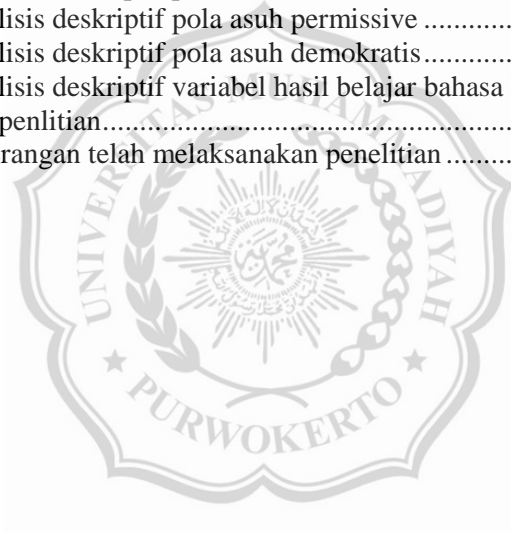 lisis deskriptif pola asuh permissive .............
lisis deskriptif pola asuh demokratis.............
lisis deskriptif variabel hasil belajar bahasa
penlitian.......................................................
rangan telah melaksanakan penelitian .........
UNIVERSITAS MUHAMMADIYAH
PURWOKERTO